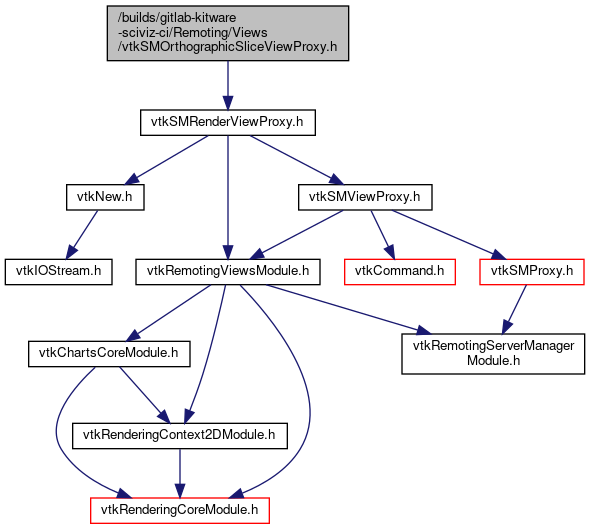 /builds/gitlab-kitware
-sciviz-ci/Remoting/Views
/vtkSMOrthographicSliceViewProxy.h
vtkSMRenderViewProxy.h
vtkNew.h
vtkSMViewProxy.h
vtkIOStream.h
vtkRemotingViewsModule.h
vtkCommand.h
vtkSMProxy.h
vtkChartsCoreModule.h
vtkRemotingServerManager
Module.h
vtkRenderingContext2DModule.h
vtkRenderingCoreModule.h